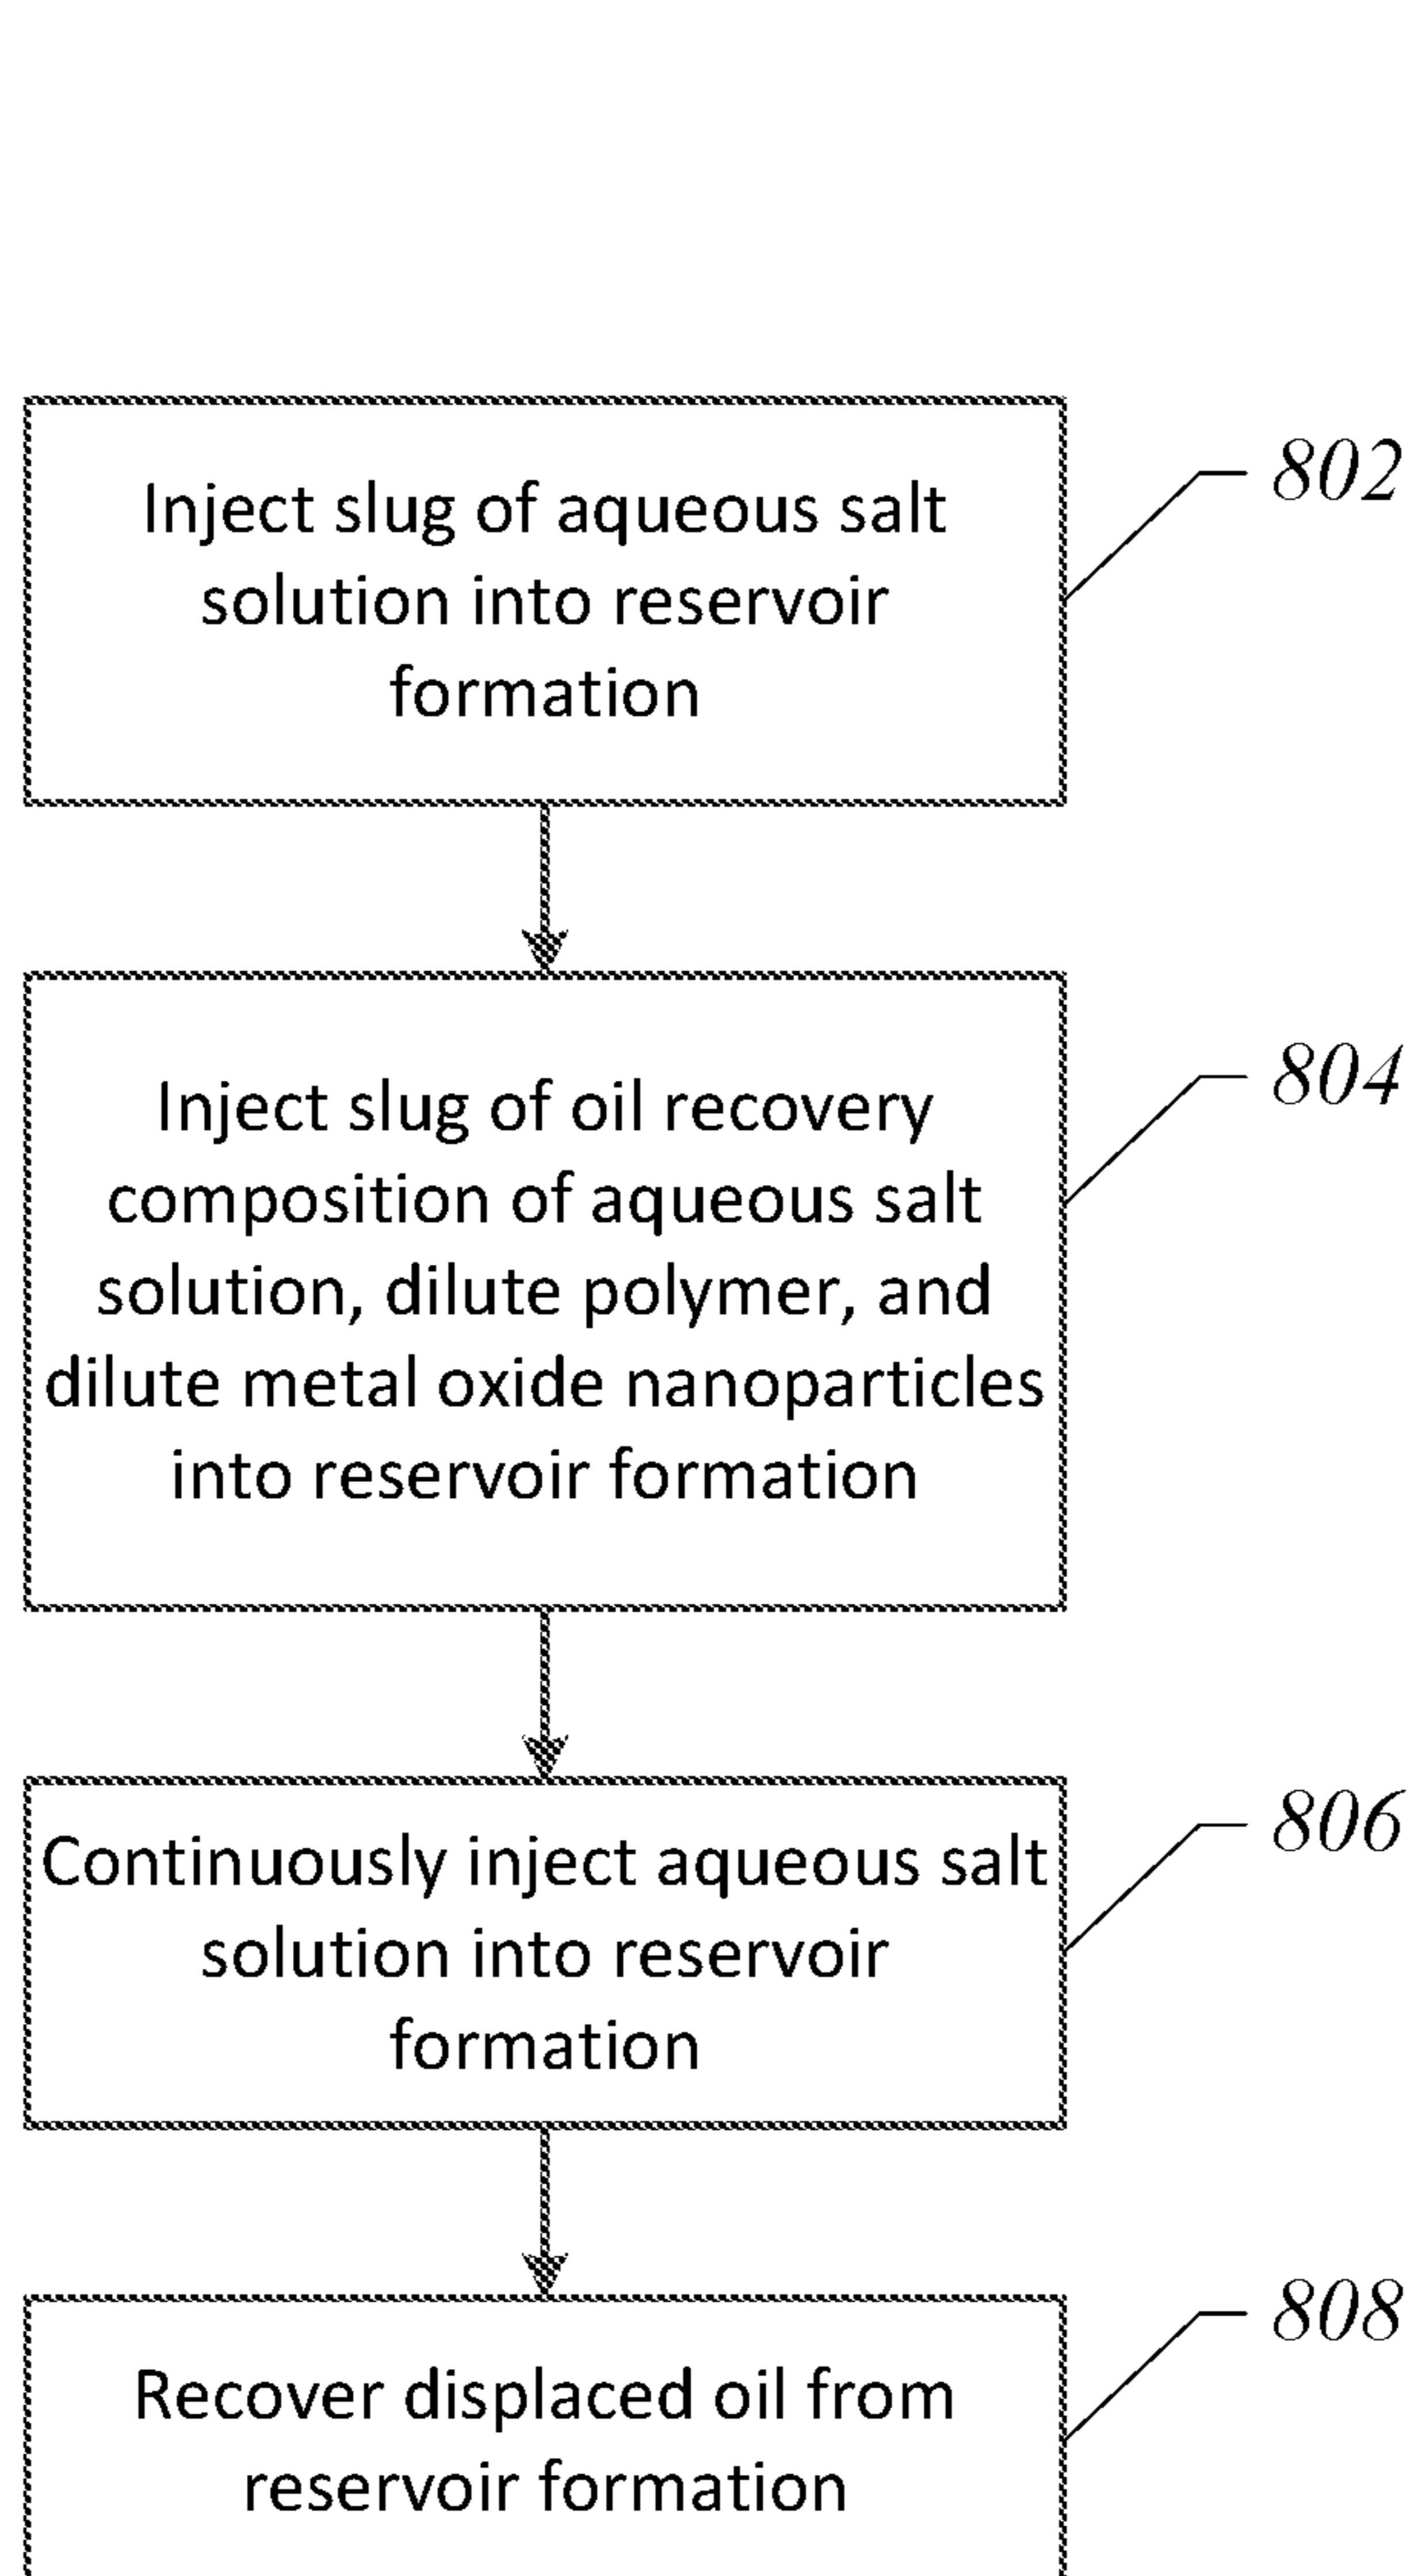 Inject slug of aqueous salt
solution into reservoir
formation
802
Inject slug of oil recovery
composition of aqueous salt
solution, dilute polymer, and
dilute metal oxide nanoparticles
into reservoir formation
804
Continuously inject aqueous salt
solution into reservoir
formation
806
Recover displaced oil from
reservoir formation
808